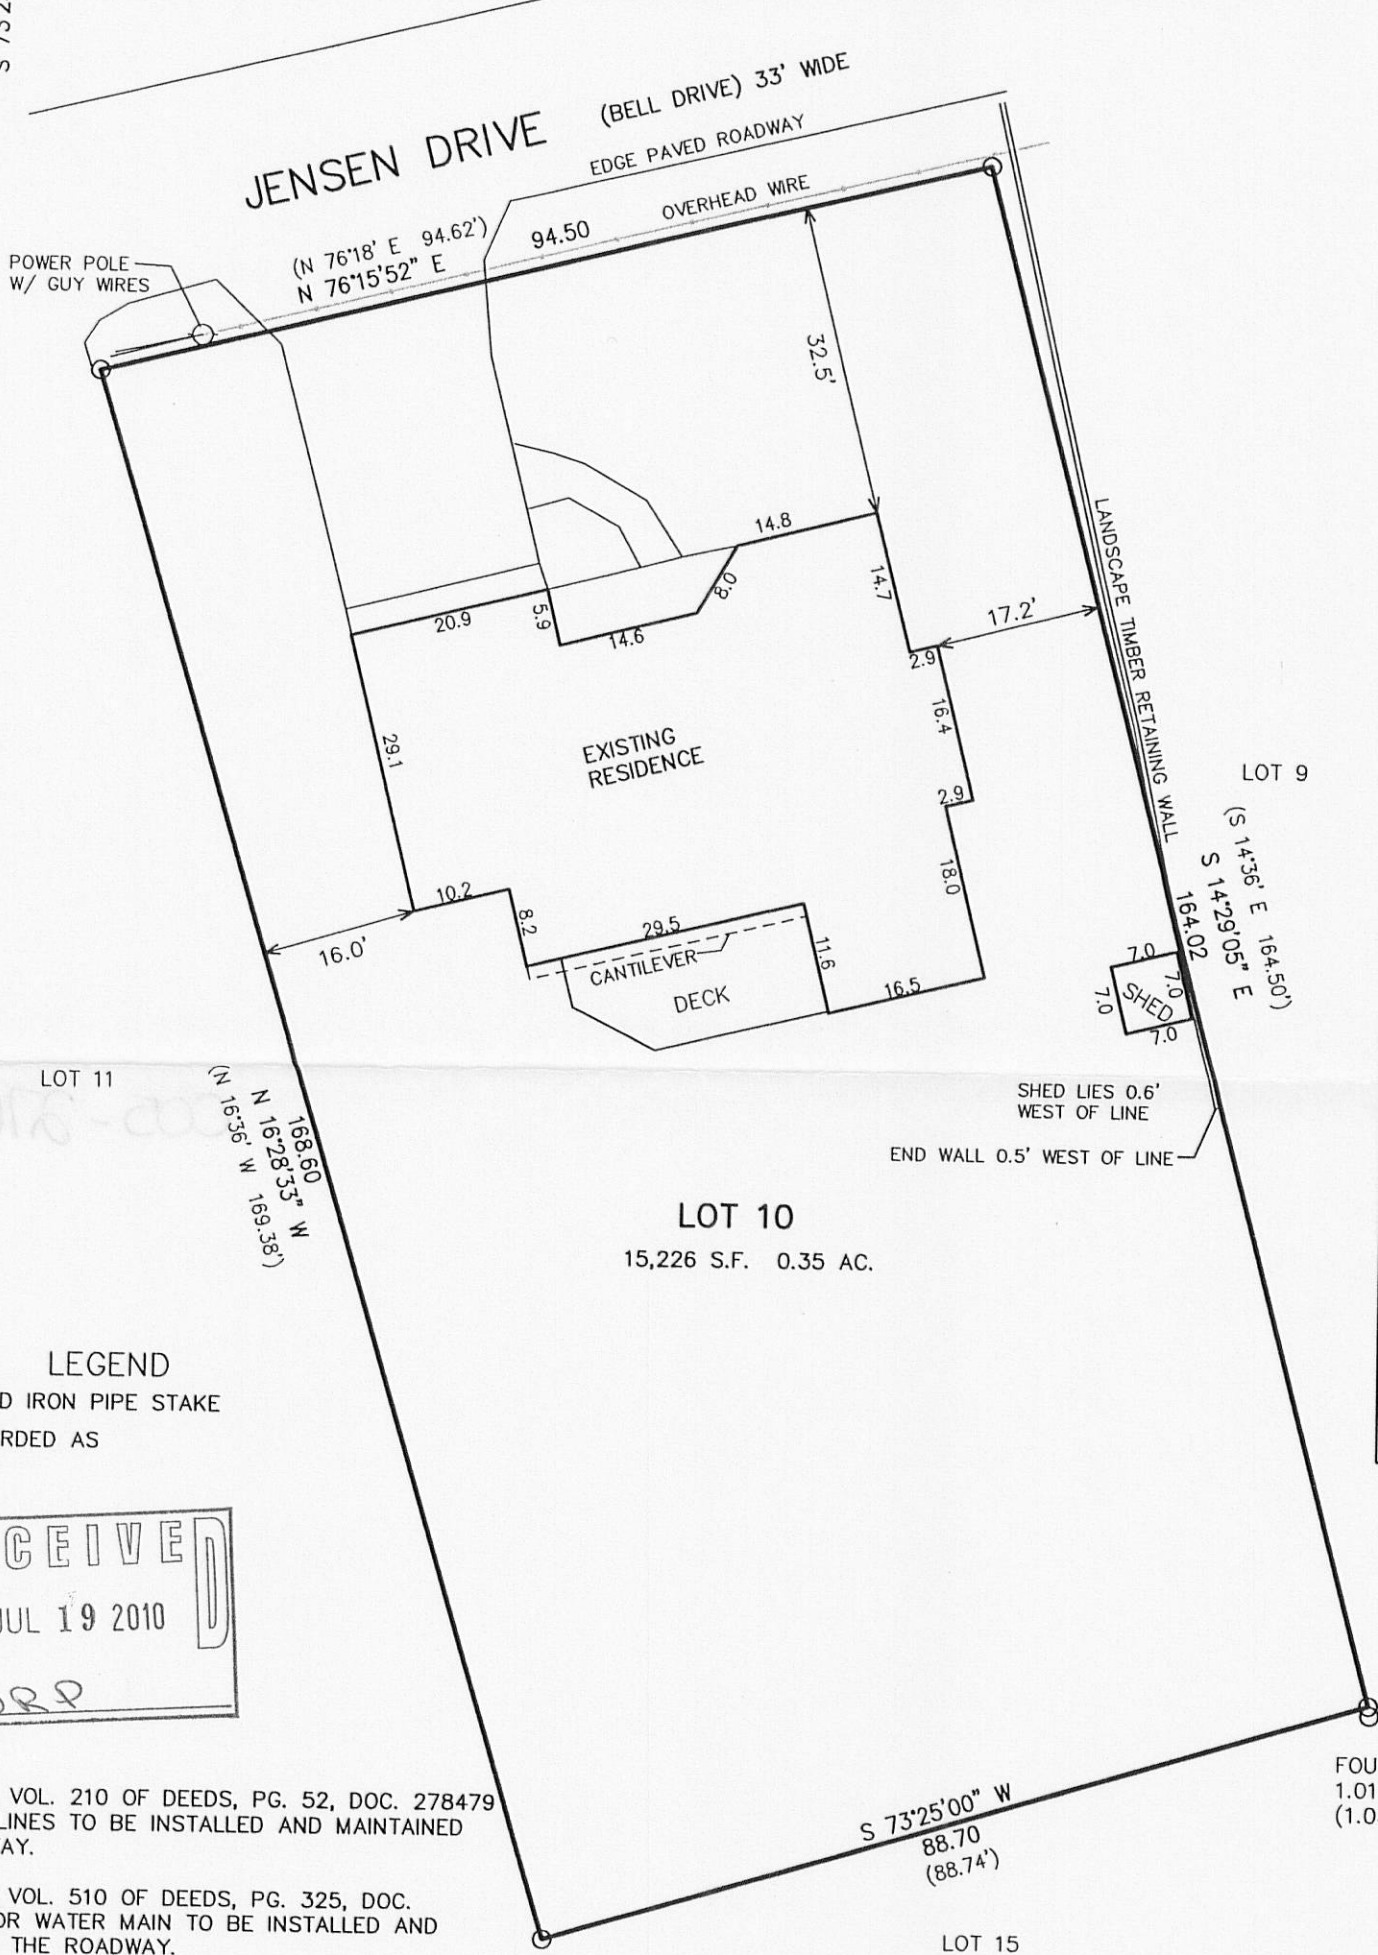 S 732
JENSEN DRIVE
(BELL DRIVE) 33' WIDE
EDGE PAVED ROADWAY
OVERHEAD WIRE
(N 76°18' E 94.62')
94.50
N 76°15'52" E
POWER POLE
W/ GUY WIRES
32.5'
14.8
14.7
8.0
20.9
5.9
14.6
2.9
17.2'
16.4
LANDSCAPE TIMBER RETAINING WALL
29.1
EXISTING
RESIDENCE
2.9
18.0
LOT 9
(S 14°36' E 164.50')
S 14°29'05" E
164.02
10.2
8.2
29.5
11.6
16.5
16.0'
CANTILEVER
DECK
7.0
7.0
SHED
7.0
7.0
SHED LIES 0.6'
WEST OF LINE
END WALL 0.5' WEST OF LINE
LOT 11
168.60
N 16°28'33" W
(N 16°36' W 169.38')
LOT 10
15,226 S.F. 0.35 AC.
LEGEND
D IRON PIPE STAKE
RDED AS
CEIVED
JUL 19 2010
ORP
VOL. 210 OF DEEDS, PG. 52, DOC. 278479
LINES TO BE INSTALLED AND MAINTAINED
AY.
VOL. 510 OF DEEDS, PG. 325, DOC.
OR WATER MAIN TO BE INSTALLED AND
THE ROADWAY.
S 73°25'00" W
88.70
(88.74')
FOU
1.01
(1.0
LOT 15